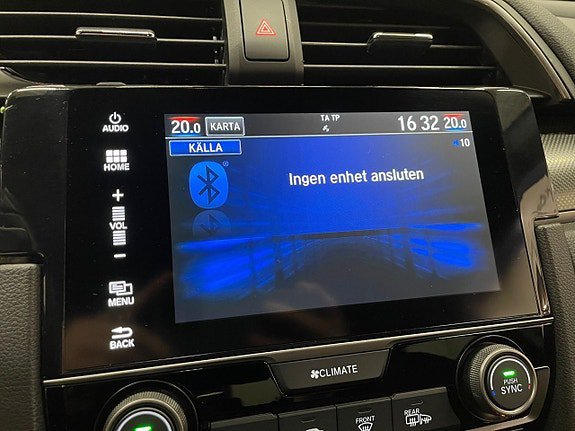 AUDIO
HOME
+
VOL
−
MENU
BACK
20.0 KARTA TA TP 16 32 20.0
KÄLLA
10
Ingen enhet ansluten
CLIMATE
FRONT
REAR
PUSH
SYNC